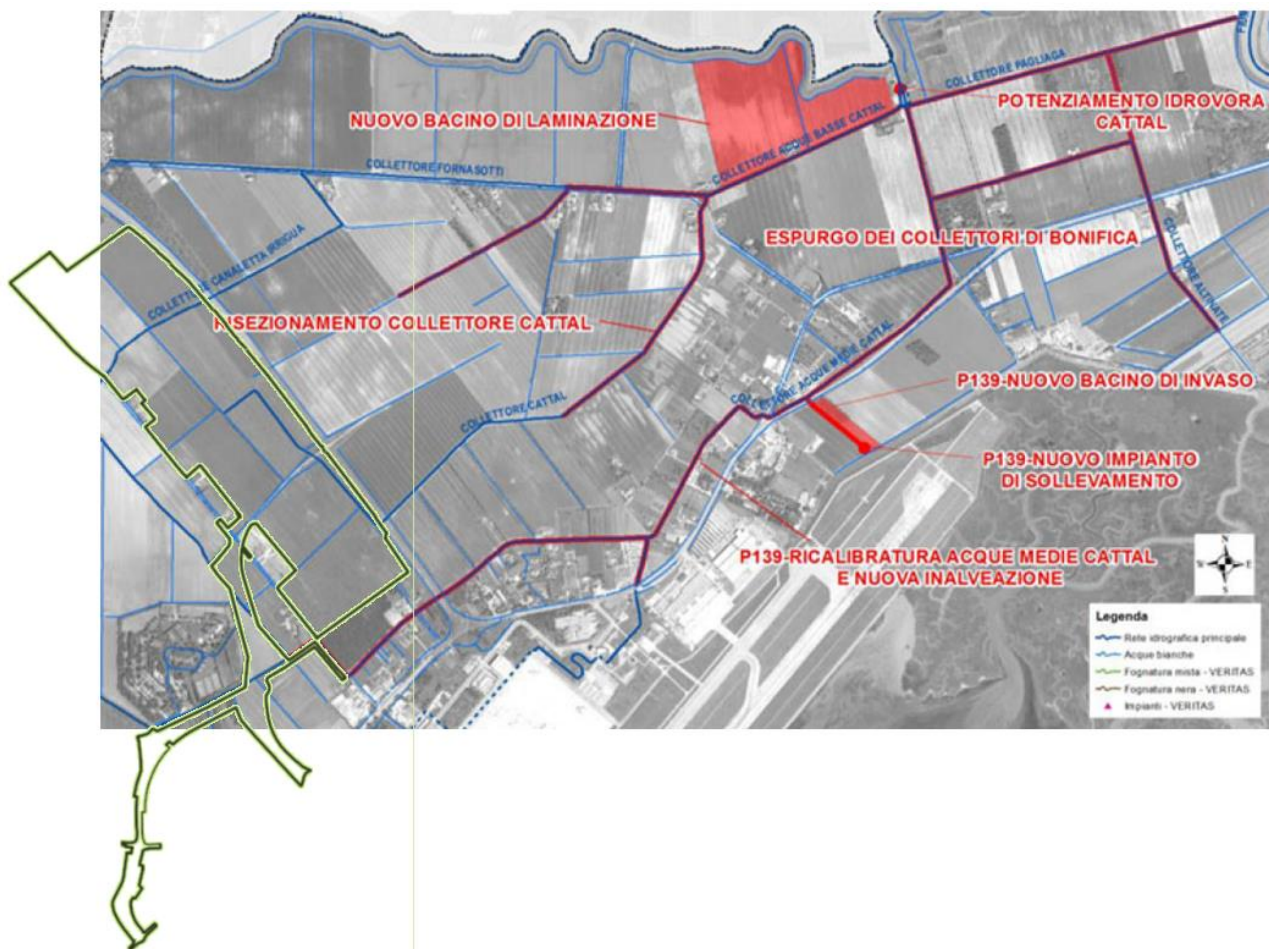 COLLETTORE PAGLIAGA
POTENZIAMENTO IDROVORA
CATTAL
NUOVO BACINO DI LAMINAZIONE
COLLETTORE ACQUE BASSE CATTAL
COLLETTORE FORNASOTTI
ESPURGO DEI COLLETTORI DI BONIFICA
COLLETTORE CANALETTA IRRIGUA
COLLETTORE ALTINATE
RISEZIONAMENTO COLLETTORE CATTAL
COLLETTORE ACQUE MEDIE CATTAL
P139-NUOVO BACINO DI INVASO
COLLETTORE CATTAL
P139-NUOVO IMPIANTO
DI SOLLEVAMENTO
P139-RICALIBRATURA ACQUE MEDIE CATTAL
E NUOVA INALVEAZIONE
N
W E
S
Legenda
Rete idrografica principale
Acque bianche
Fognatura mista - VERITAS
Fognatura nera - VERITAS
Impianti - VERITAS